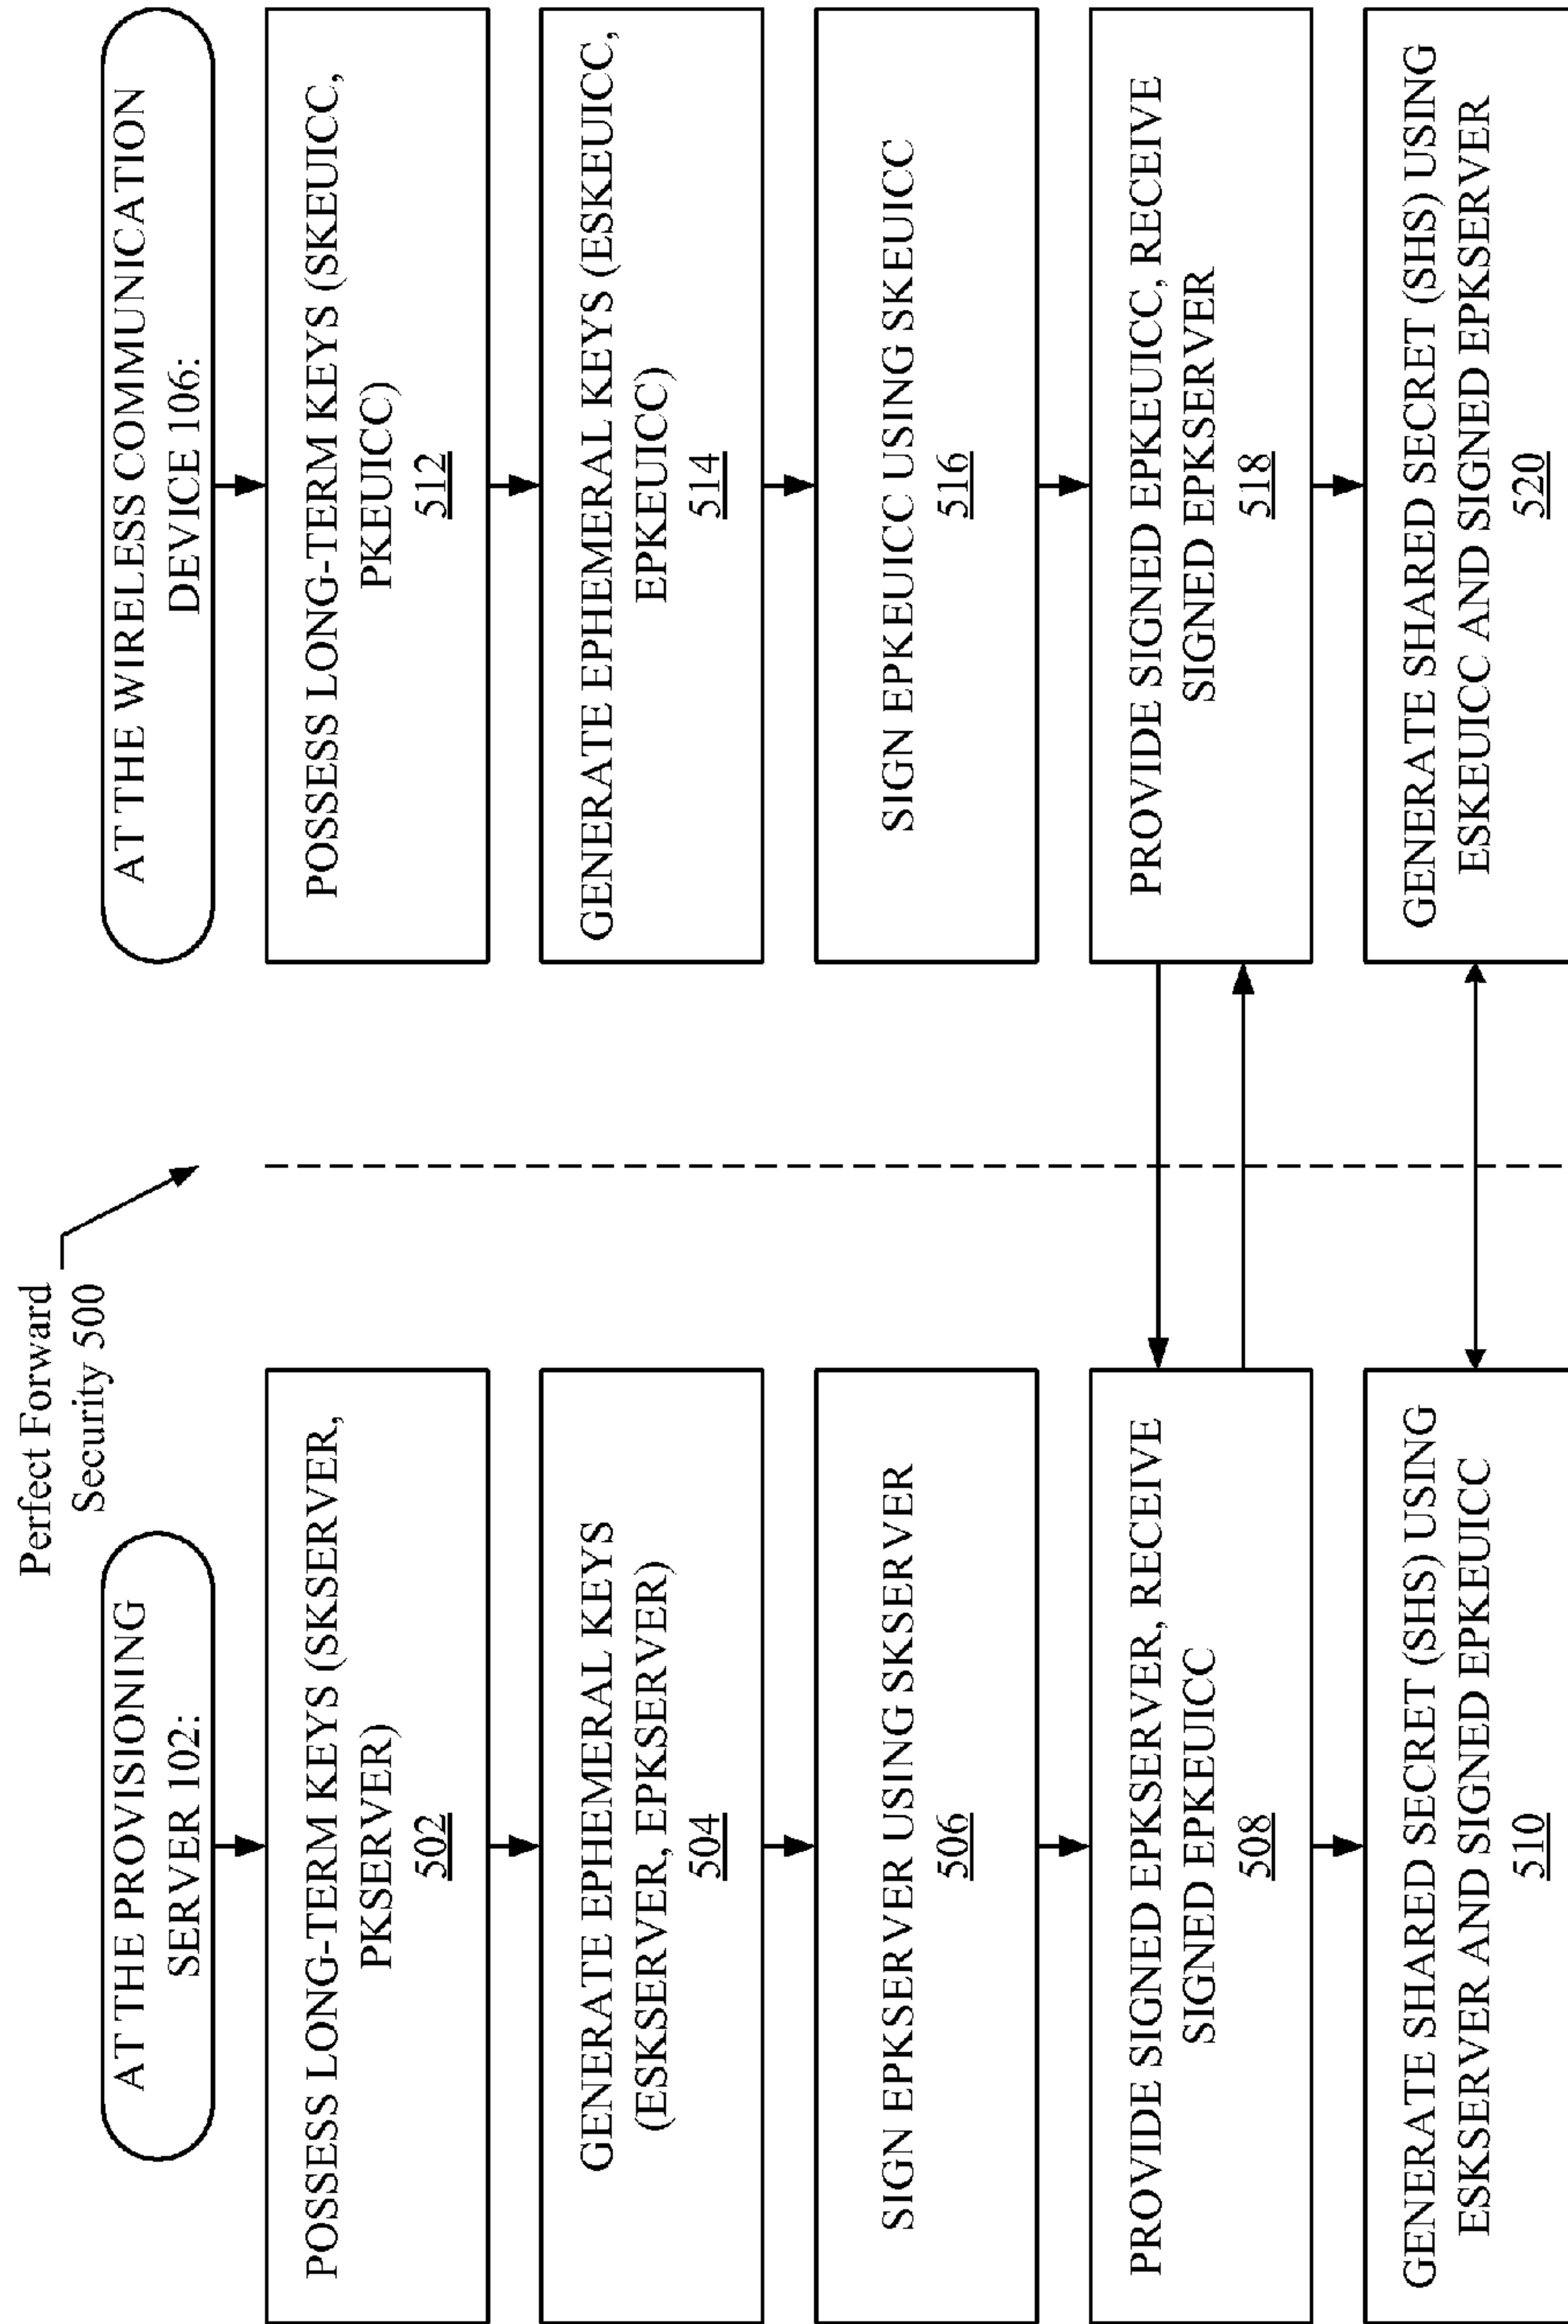 Perfect Forward
Security 500
AT THE PROVISIONING
SERVER 102:
POSSESS LONG-TERM KEYS (SKSERVER,
PKSERVER)
502
GENERATE EPHEMERAL KEYS
(ESKSERVER, EPKSERVER)
504
SIGN EPKSERVER USING SKSERVER
506
PROVIDE SIGNED EPKSERVER, RECEIVE
SIGNED EPKEUICC
508
GENERATE SHARED SECRET (SHS) USING
ESKSERVER AND SIGNED EPKEUICC
510
AT THE WIRELESS COMMUNICATION
DEVICE 106:
POSSESS LONG-TERM KEYS (SKEUICC,
PKEUICC)
512
GENERATE EPHEMERAL KEYS (ESKEUICC,
EPKEUICC)
514
SIGN EPKEUICC USING SKEUICC
516
PROVIDE SIGNED EPKEUICC, RECEIVE
SIGNED EPKSERVER
518
GENERATE SHARED SECRET (SHS) USING
ESKEUICC AND SIGNED EPKSERVER
520